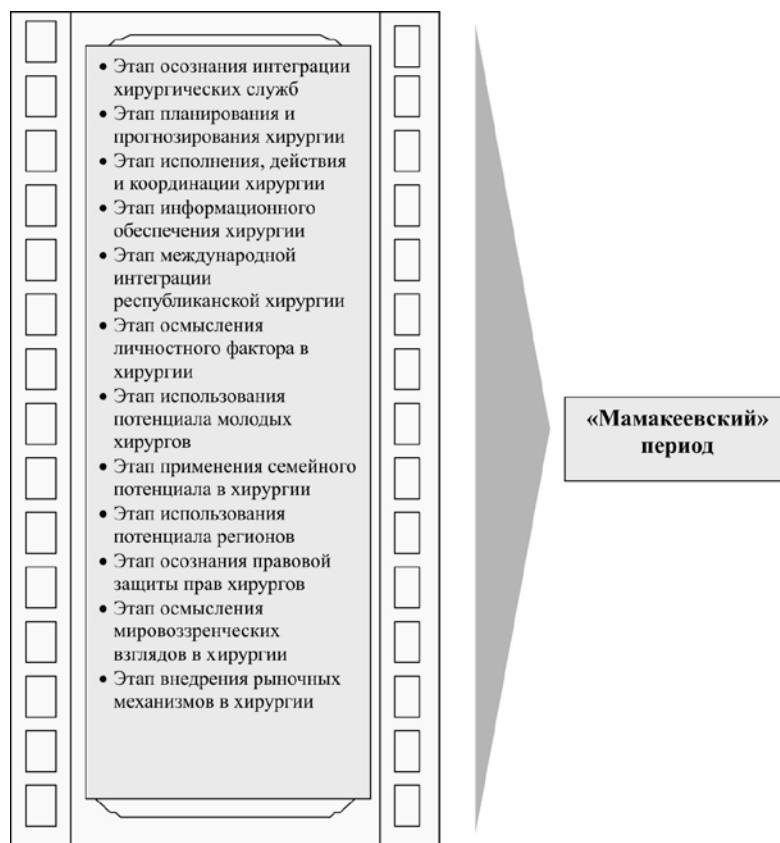 • Этап осознания интеграции
хирургических служб
• Этап планирования и
прогнозирования хирургии
• Этап исполнения, действия
и координации хирургии
• Этап информационного
обеспечения хирургии
• Этап международной
интеграции
республиканской хирургии
• Этап осмысления
личностного фактора в
хирургии
• Этап использования
потенциала молодых
хирургов
• Этап применения семейного
потенциала в хирургии
• Этап использования
потенциала регионов
• Этап осознания правовой
защиты прав хирургов
• Этап осмысления
мировоззренческих
взглядов в хирургии
• Этап внедрения рыночных
механизмов в хирургии
«Мамакеевский»
период